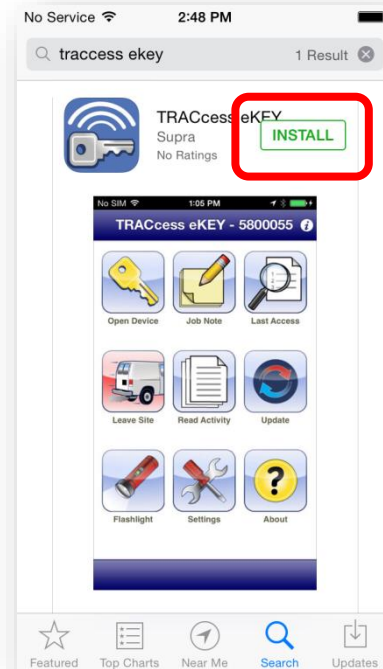 No Service 2:48 PM
traccess ekey 1 Result
TRACcess eKEY
Supra
No Ratings
INSTALL
No SIM 1:05 PM
TRACcess eKEY - 5800055
Open Device Job Note Last Access
Leave Site Read Activity Update
Flashlight Settings About
Featured Top Charts Near Me Search Updates